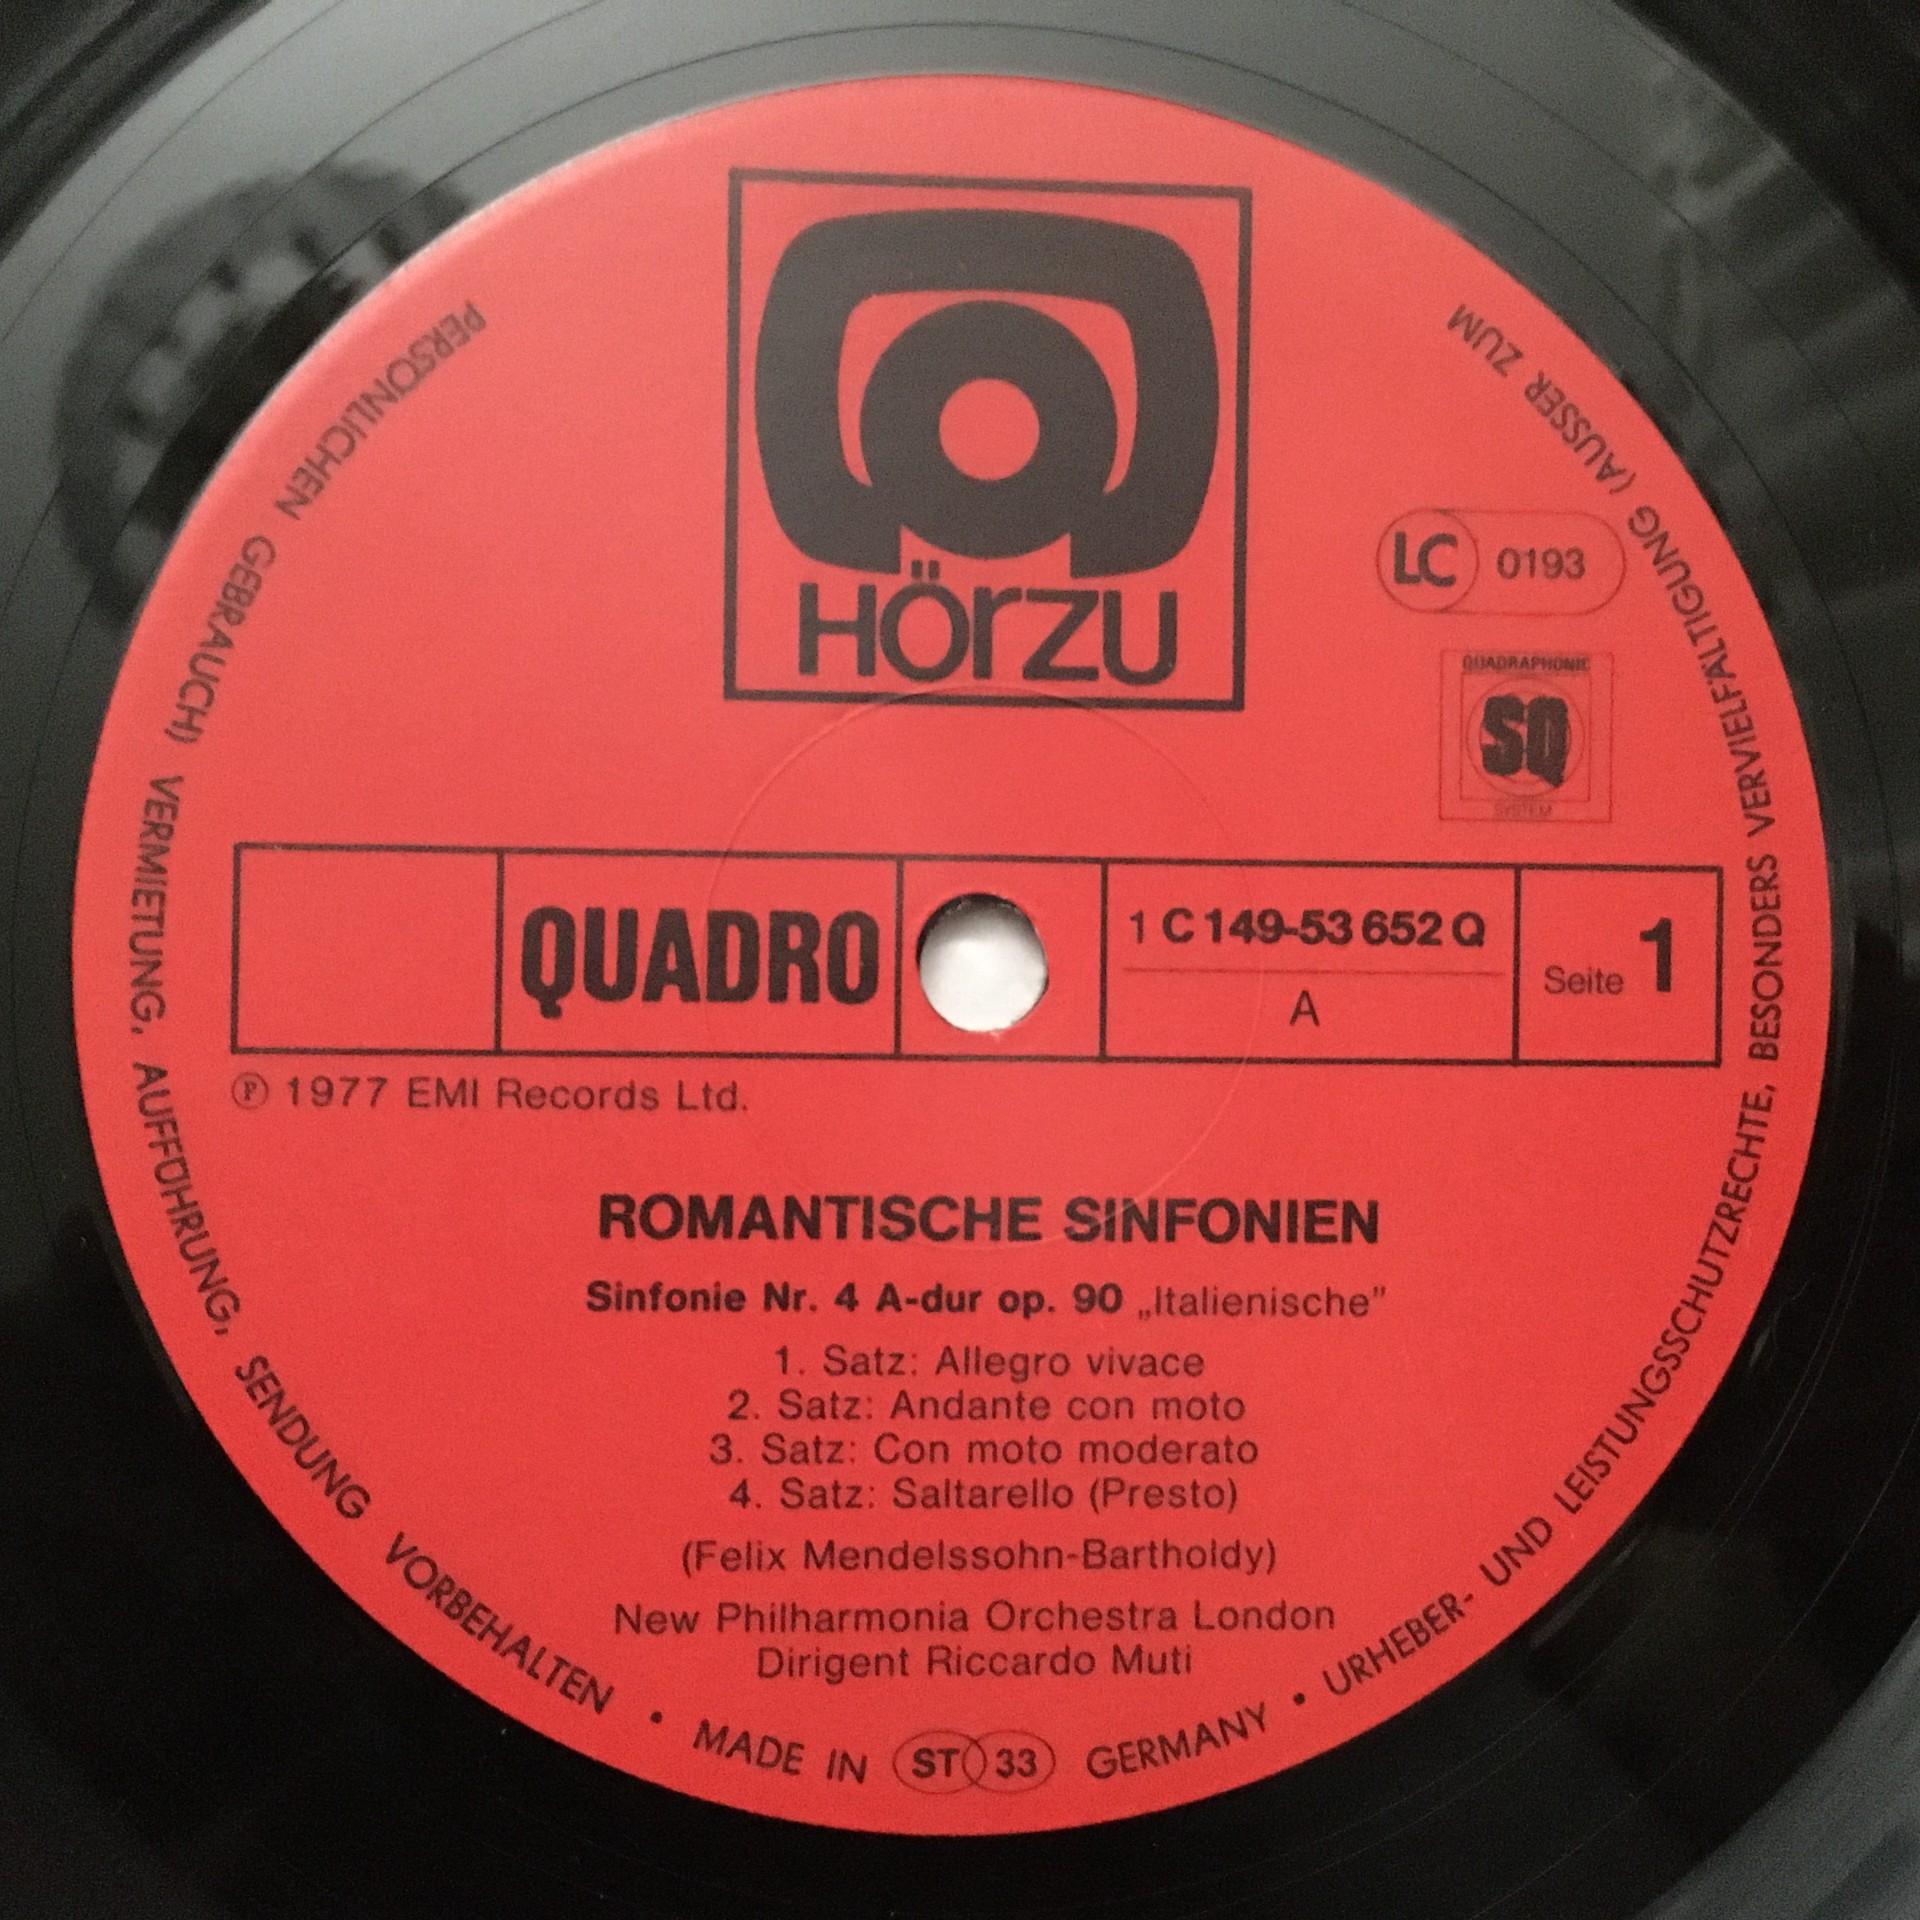 HÖrZU
LC 0193
QUADRAPHONIC
SQ
SYSTEM
QUADRO
1 C 149-53 652 Q
A
Seite 1
℗ 1977 EMI Records Ltd.
ROMANTISCHE SINFONIEN
Sinfonie Nr. 4 A-dur op. 90 „Italienische”
1. Satz: Allegro vivace
2. Satz: Andante con moto
3. Satz: Con moto moderato
4. Satz: Saltarello (Presto)
(Felix Mendelssohn-Bartholdy)
New Philharmonia Orchestra London
Dirigent Riccardo Muti
MADE IN ST 33 GERMANY • URHEBER- UND LEISTUNGSSCHUTZRECHTE, BESONDERS VERVIELFÄLTIGUNG (AUSSER ZUM PERSÖNLICHEN GEBRAUCH) VERMIETUNG, AUFFÜHRUNG, SENDUNG VORBEHALTEN •